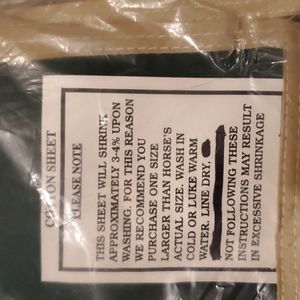 COTTON SHEET
PLEASE NOTE
THIS SHEET WILL SHRINK
APPROXIMATELY 3-4% UPON
WASHING. FOR THIS REASON
WE RECOMMEND YOU
PURCHASE ONE SIZE
LARGER THAN HORSE'S
ACTUAL SIZE. WASH IN
COLD OR LUKE WARM
WATER. LINE DRY.
NOT FOLLOWING THESE
INSTRUCTIONS MAY RESULT
IN EXCESSIVE SHRINKAGE